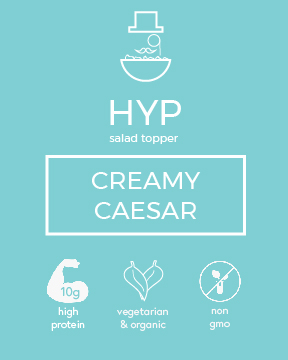 HYP
salad topper
CREAMY
CAESAR
10g
high
protein
vegetarian
& organic
non
gmo